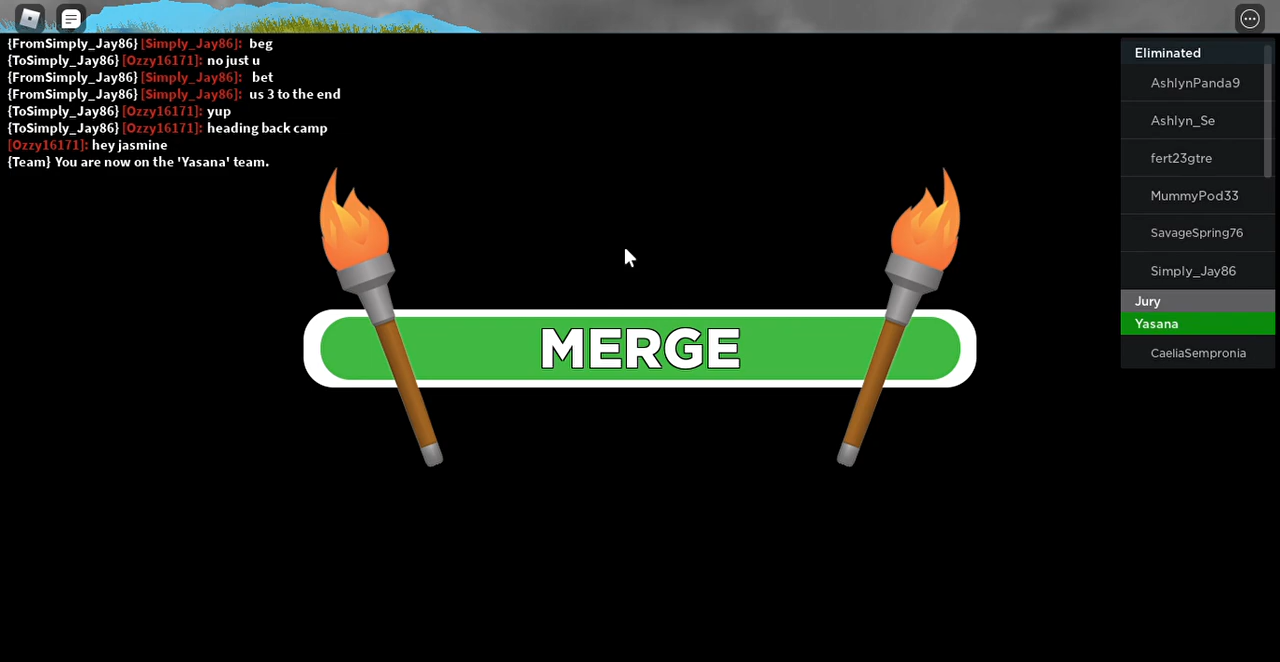 {FromSimply_Jay86} [Simply_Jay86]: beg
{ToSimply_Jay86} [Ozzy16171]: no just u
{FromSimply_Jay86} [Simply_Jay86]: bet
{FromSimply_Jay86} [Simply_Jay86]: us 3 to the end
{ToSimply_Jay86} [Ozzy16171]: yup
{ToSimply_Jay86} [Ozzy16171]: heading back camp
[Ozzy16171]: hey jasmine
{Team} You are now on the 'Yasana' team.
MERGE
Eliminated
AshlynPanda9
Ashlyn_Se
fert23gtre
MummyPod33
SavageSpring76
Simply_Jay86
Jury
Yasana
CaeliaSempronia